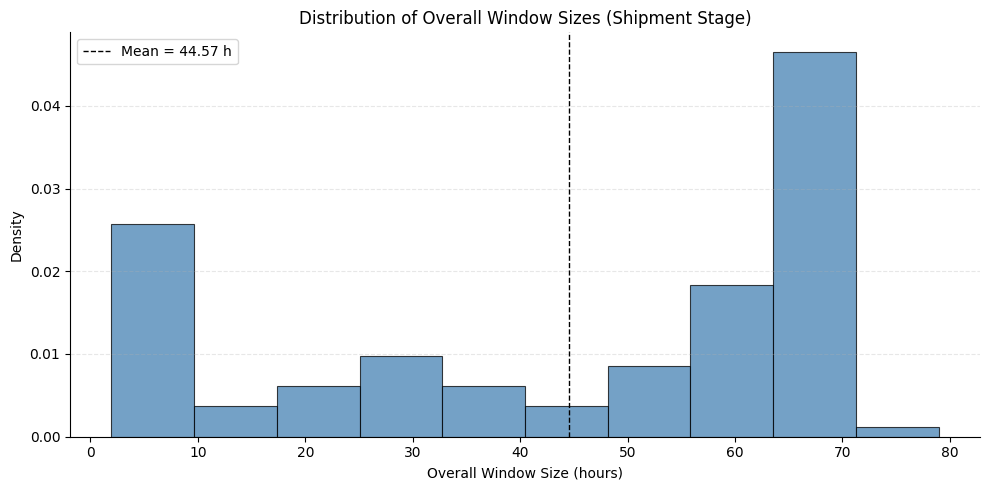 Distribution of Overall Window Sizes (Shipment Stage)
Mean = 44.57 h
Density
0.04
0.03
0.02
0.01
0.00
0 10 20 30 40 50 60 70 80
Overall Window Size (hours)